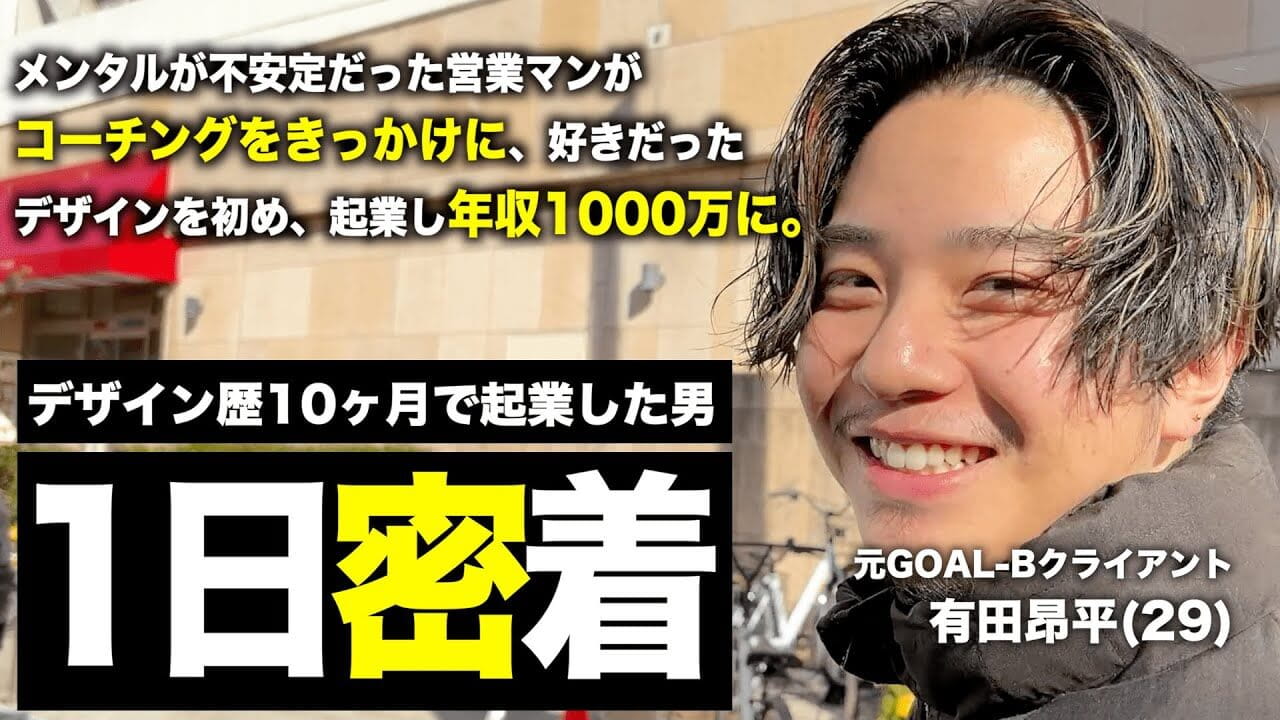 メンタルが不安定だった営業マンが
コーチングをきっかけに、好きだった
デザインを初め、起業し年収1000万に。
デザイン歴10ヶ月で起業した男
1日密着
元GOAL-Bクライアント
有田昂平(29)